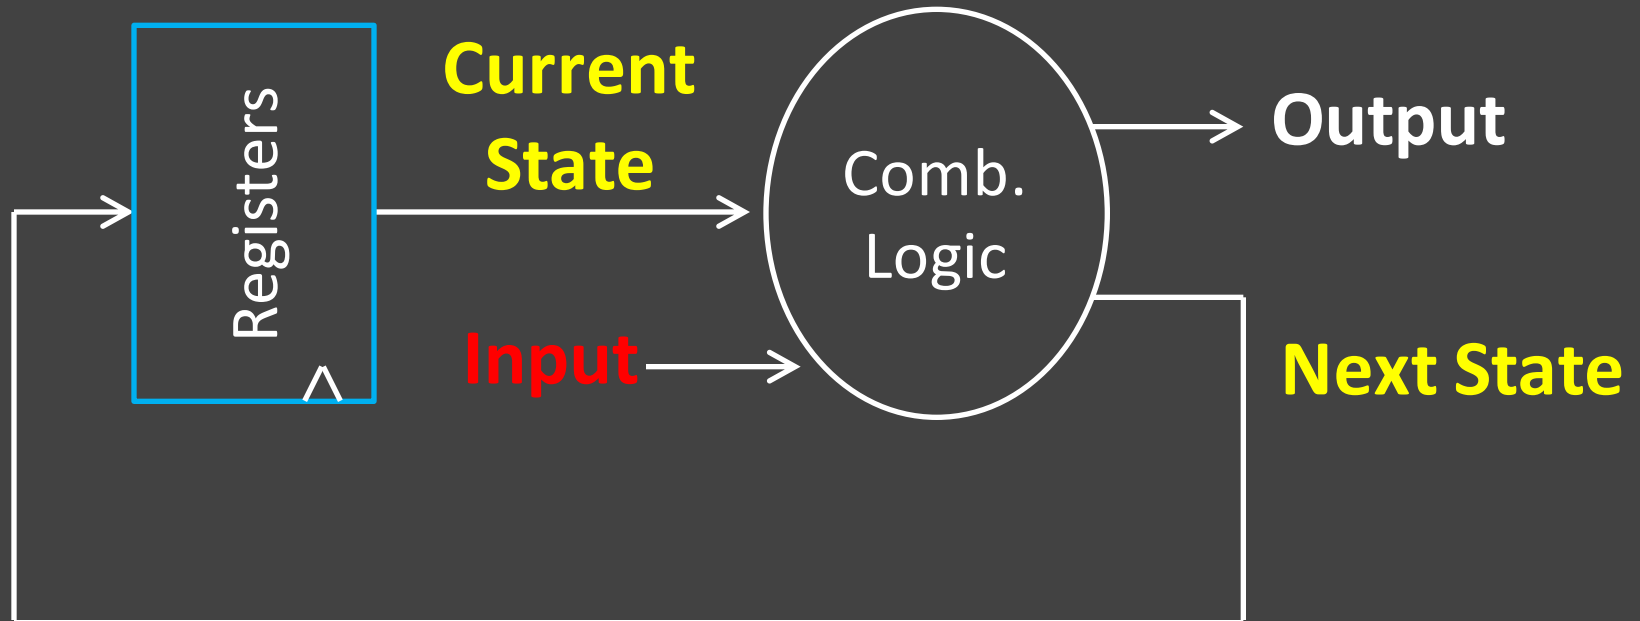 Registers
Current
State
Input
Comb.
Logic
Output
Next State